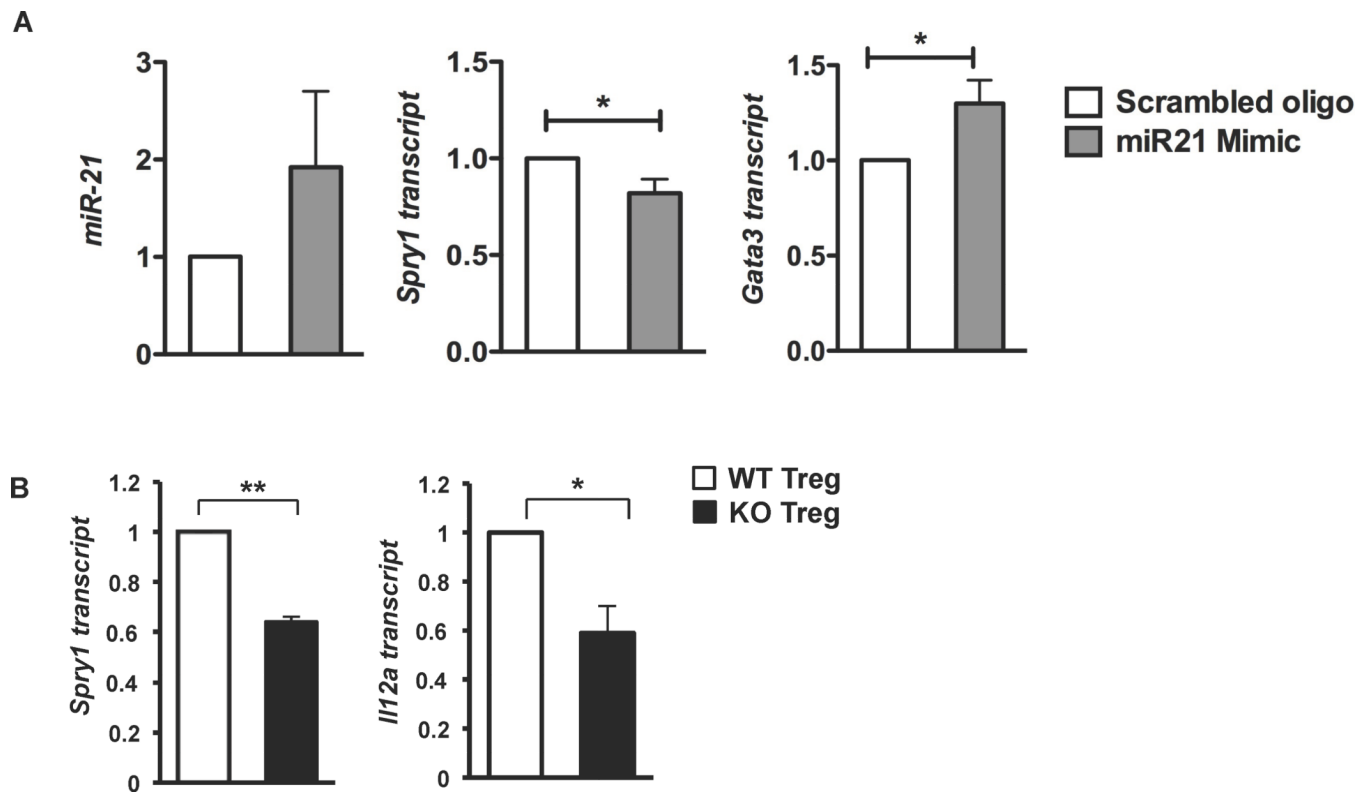 A
miR-21
3
2
1
0
Spry1 transcript
1.5
1.0
0.5
0.0
*
Gata3 transcript
1.5
1.0
0.5
0.0
*
Scrambled oligo
miR21 Mimic
B
Spry1 transcript
1.2
1
0.8
0.6
0.4
0.2
0
**
Il12a transcript
1.2
1
0.8
0.6
0.4
0.2
0
*
WT Treg
KO Treg